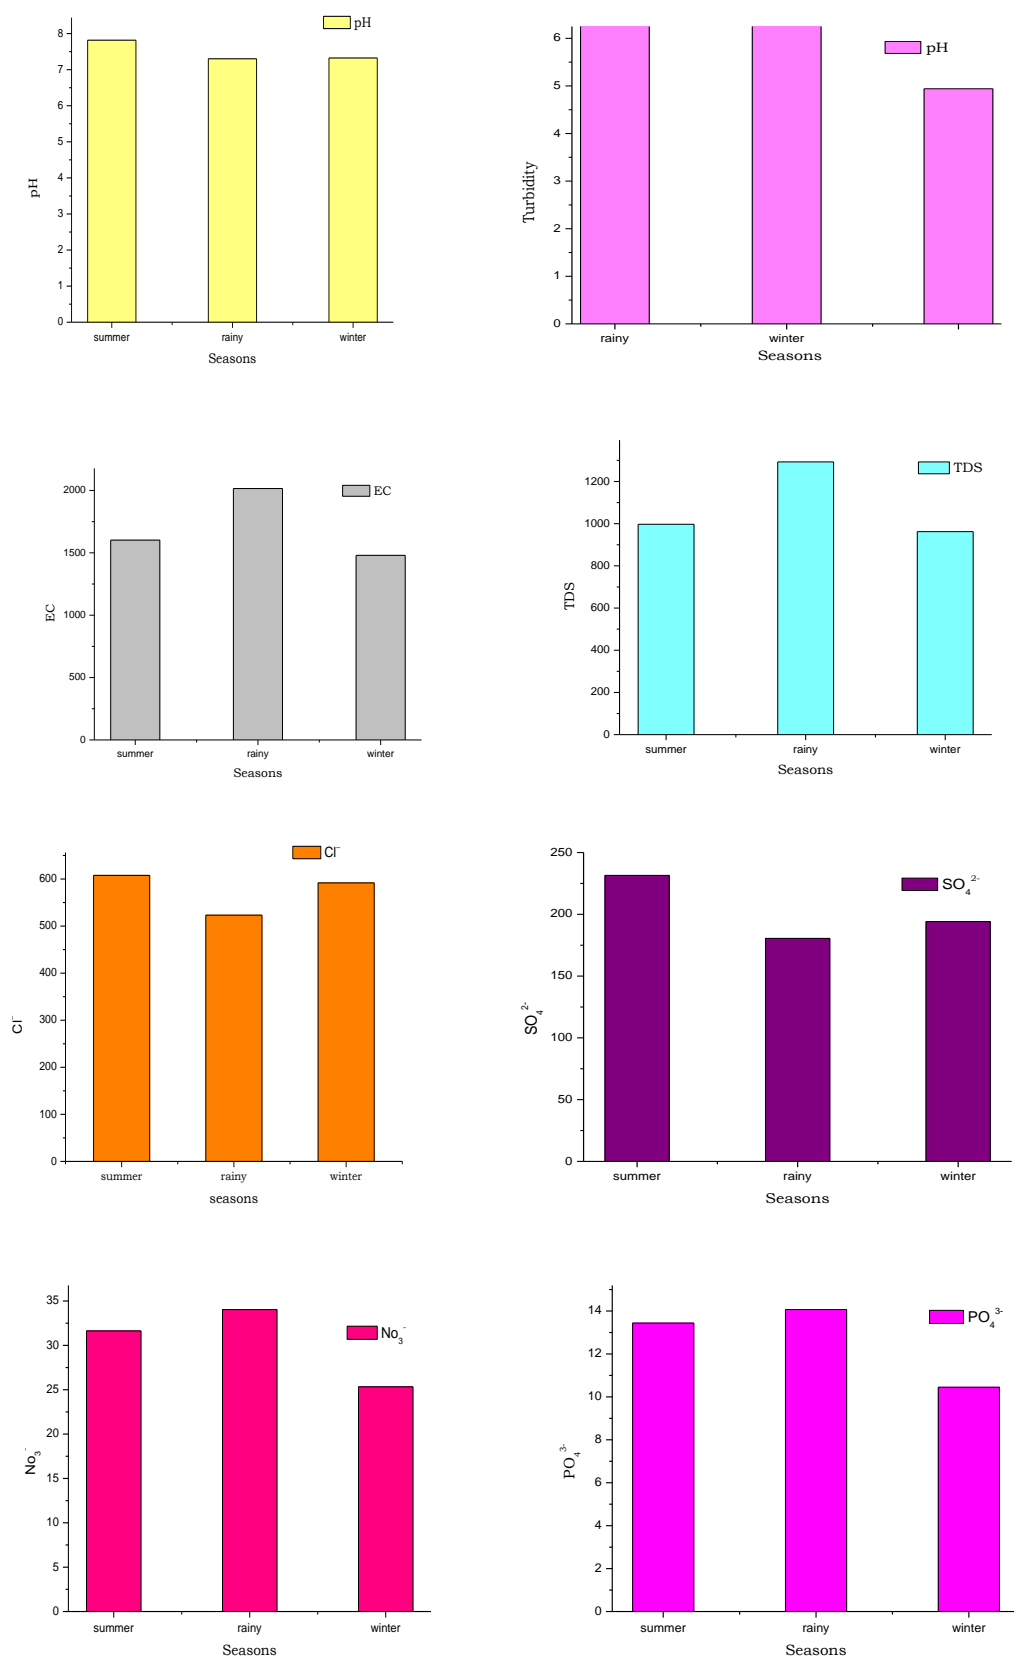 pH
8
7
6
5
4
3
2
1
0
pH
summer rainy winter
Seasons
pH
6
5
4
3
2
1
0
Turbidity
rainy winter
Seasons
EC
2000
1500
1000
500
0
EC
summer rainy winter
Seasons
TDS
1200
1000
800
600
400
200
0
TDS
summer rainy winter
Seasons
Cl⁻
600
500
400
300
200
100
0
Cl⁻
summer rainy winter
seasons
SO₄²⁻
250
200
150
100
50
0
SO₄²⁻
summer rainy winter
Seasons
No₃⁻
35
30
25
20
15
10
5
0
No₃⁻
summer rainy winter
Seasons
PO₄³⁻
14
12
10
8
6
4
2
0
PO₄³⁻
summer rainy winter
Seasons